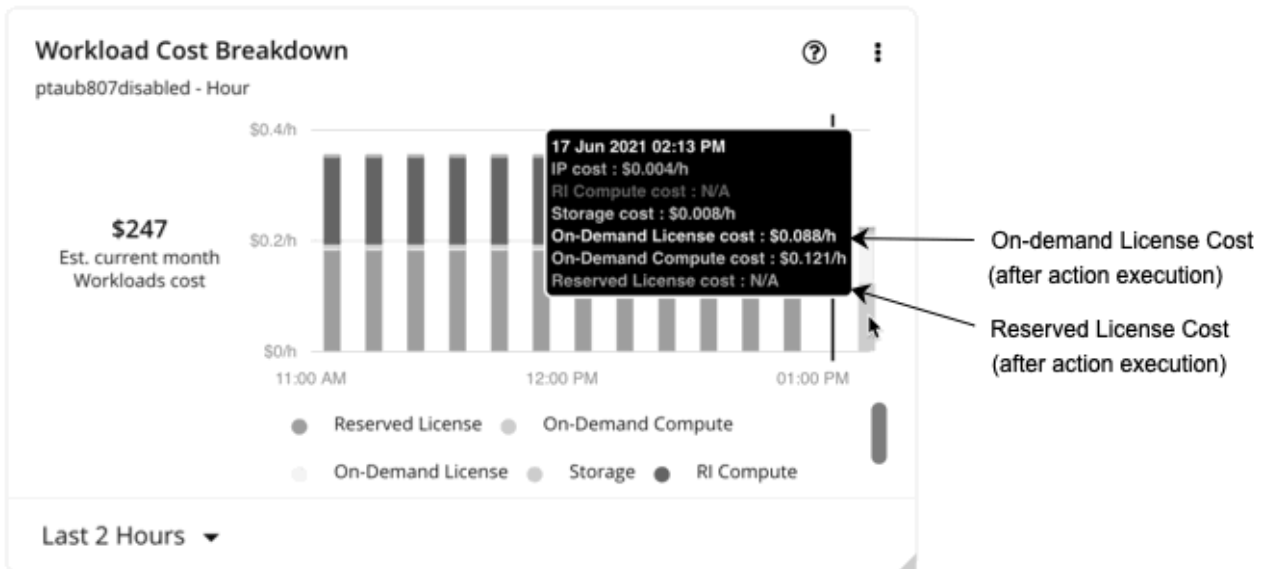 Workload Cost Breakdown
ptaub807disabled - Hour
$247
Est. current month
Workloads cost
$0.4/h
$0.2/h
$0/h
17 Jun 2021 02:13 PM
IP cost : $0.004/h
RI Compute cost : N/A
Storage cost : $0.008/h
On-Demand License cost : $0.088/h
On-Demand Compute cost : $0.121/h
Reserved License cost : N/A
11:00 AM 12:00 PM 01:00 PM
Reserved License On-Demand Compute
On-Demand License Storage RI Compute
Last 2 Hours
On-demand License Cost
(after action execution)
Reserved License Cost
(after action execution)